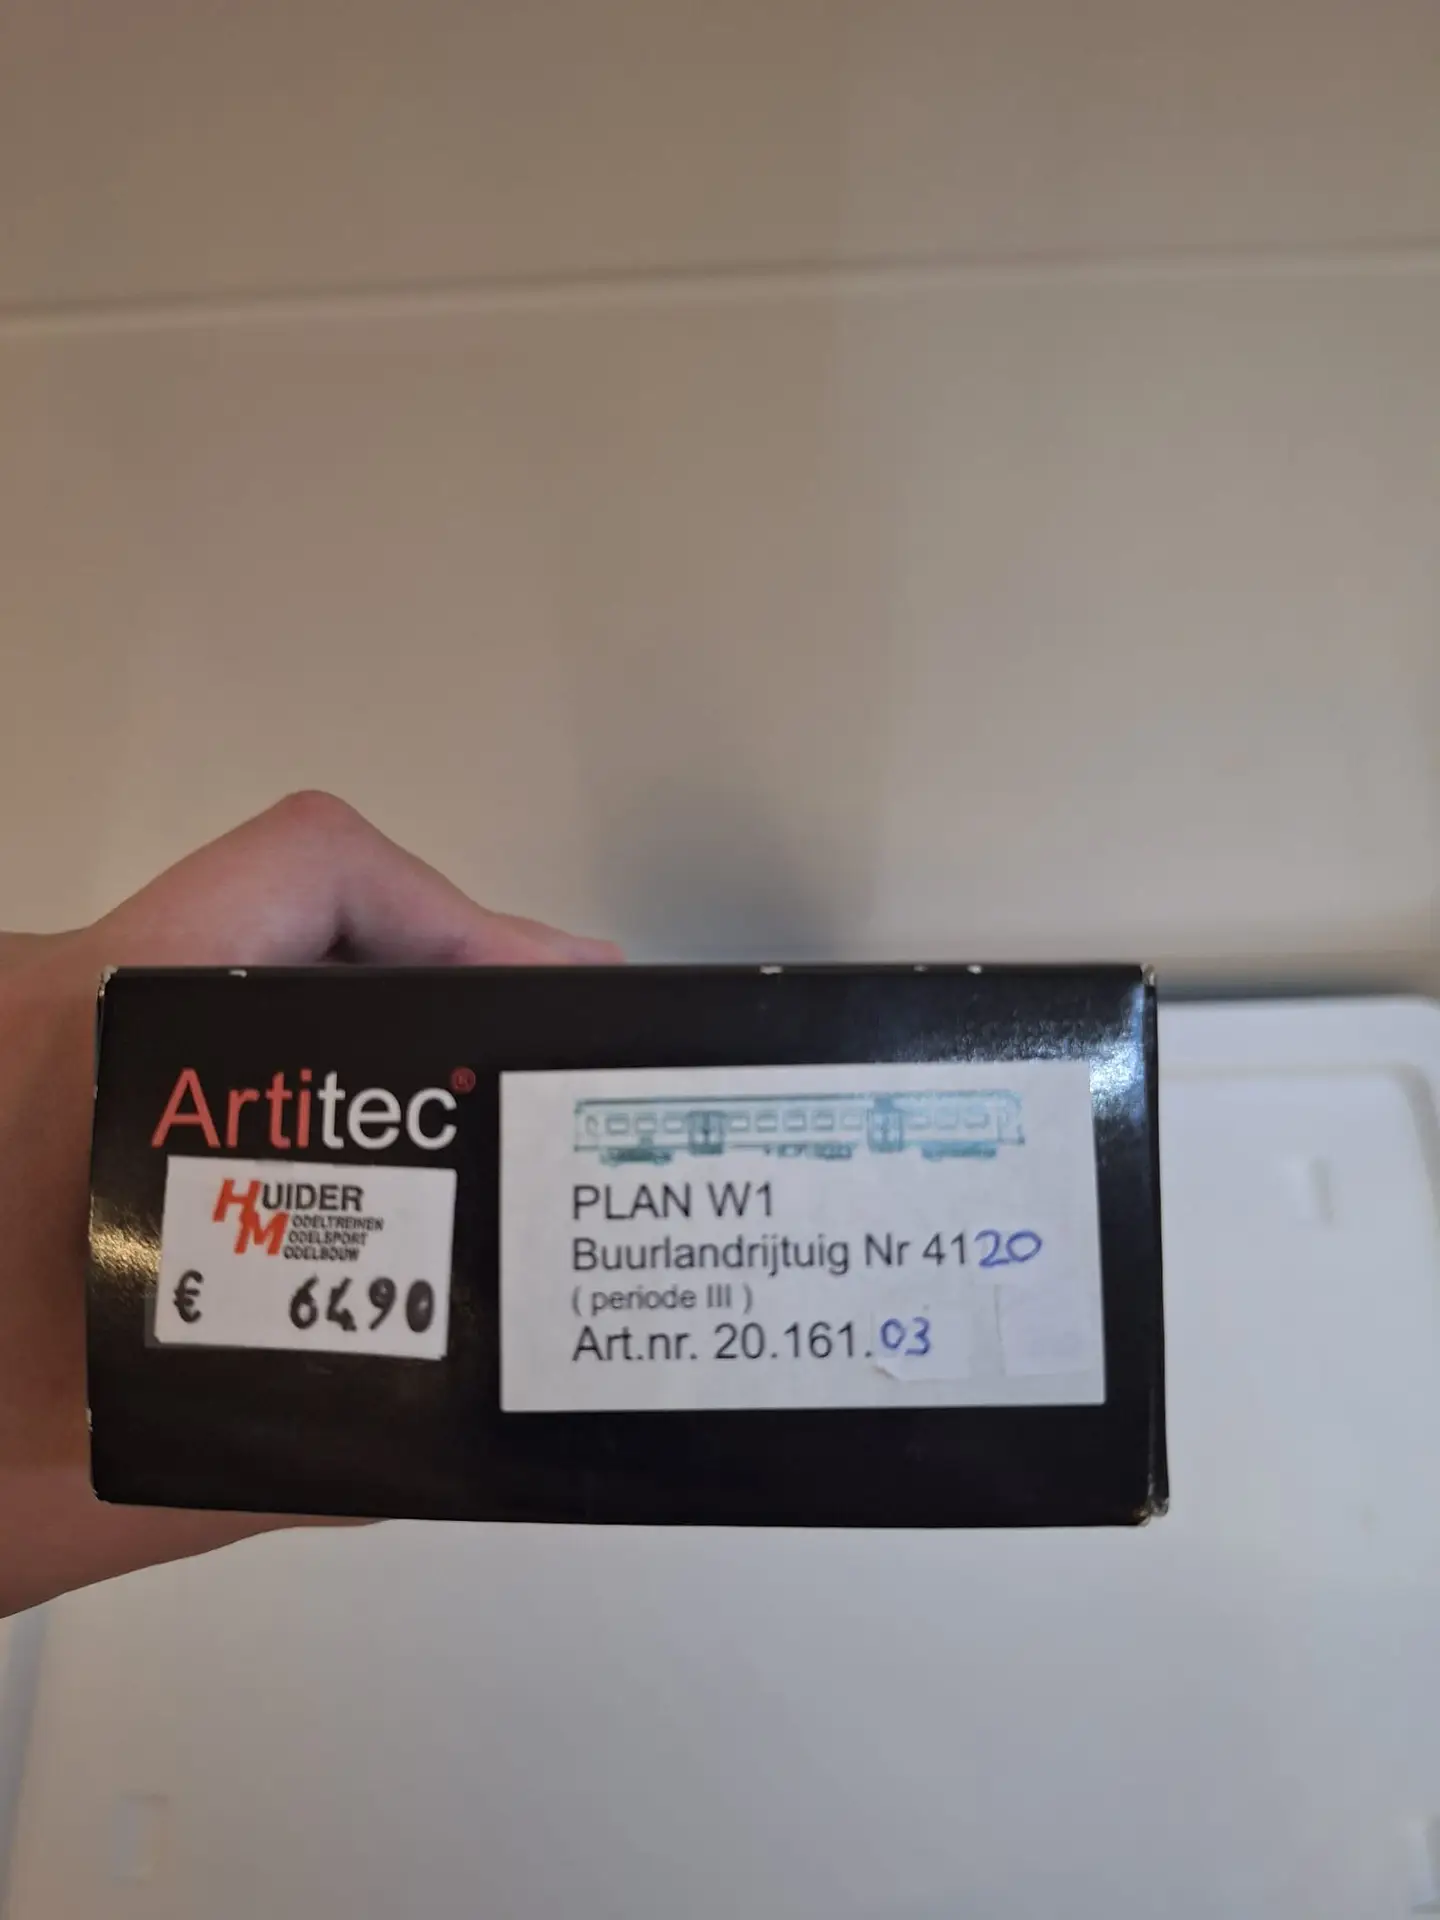 Artitec®
HUIDER
MODELTREINEN
MODELSPORT
MODELBOUW
€ 6490
PLAN W1
Buurlandrijtuig Nr 4120
( periode III )
Art.nr. 20.161.03